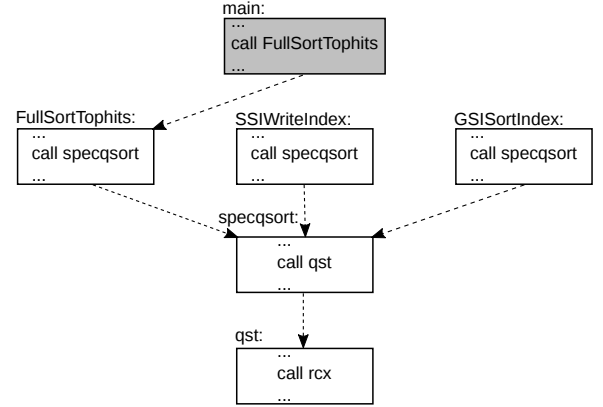 main:
...
call FullSortTophits
...
FullSortTophits:
...
call specqsort
...
SSIWriteIndex:
...
call specqsort
...
GSISortIndex:
...
call specqsort
...
specqsort:
...
call qst
...
qst:
...
call rcx
...